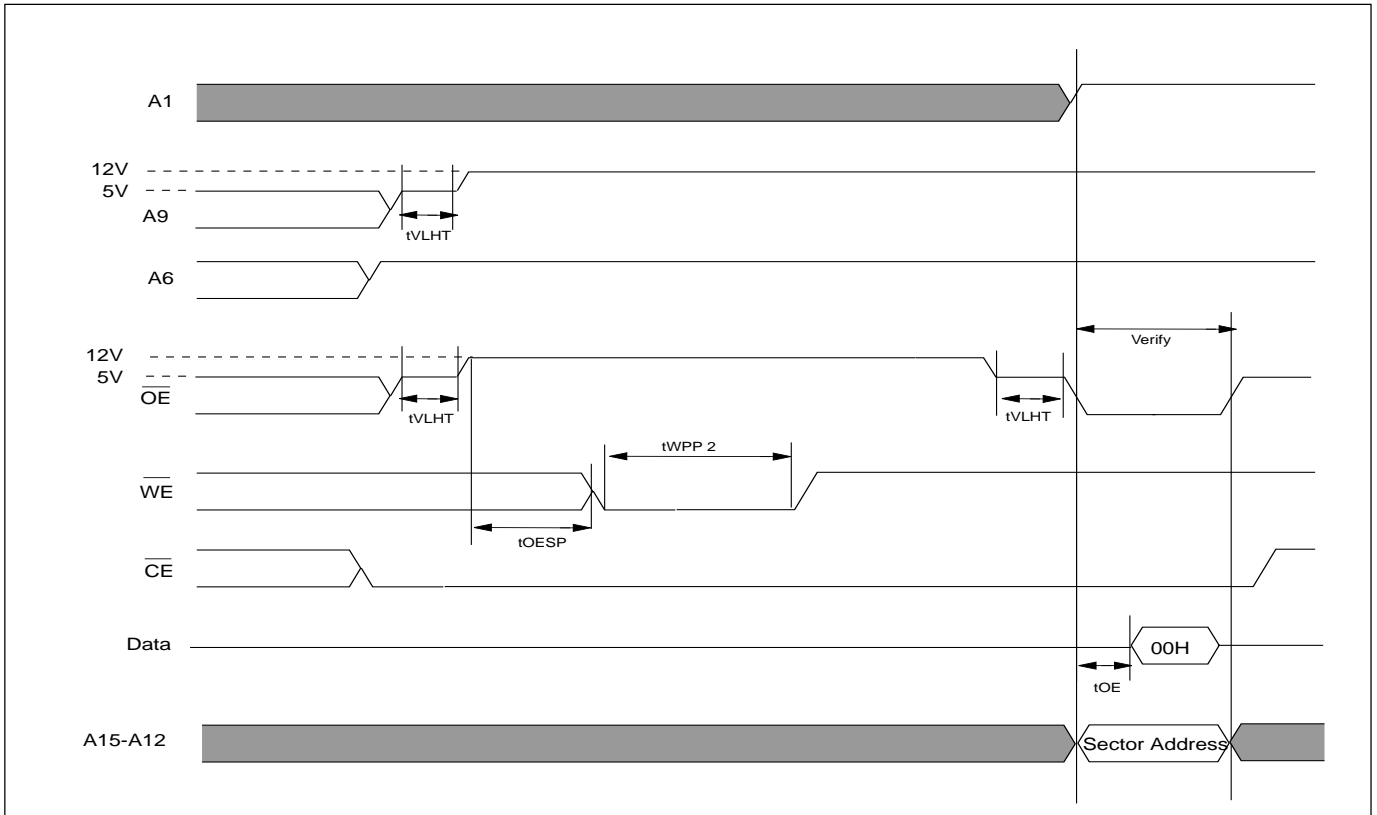 A1
12V
5V
A9
tVLHT
A6
Verify
12V
5V
OE
tVLHT
tVLHT
tWPP 2
WE
tOESP
CE
Data
00H
tOE
A15-A12
Sector Address